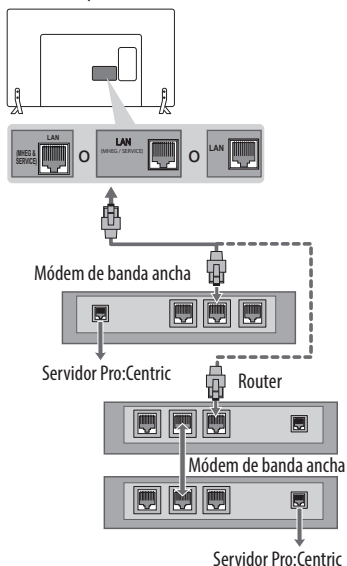 LAN
(MHEG & SERVICE)
O
LAN
(MHEG / SERVICE)
O
LAN
Módem de banda ancha
Servidor Pro:Centric
Router
Módem de banda ancha
Servidor Pro:Centric